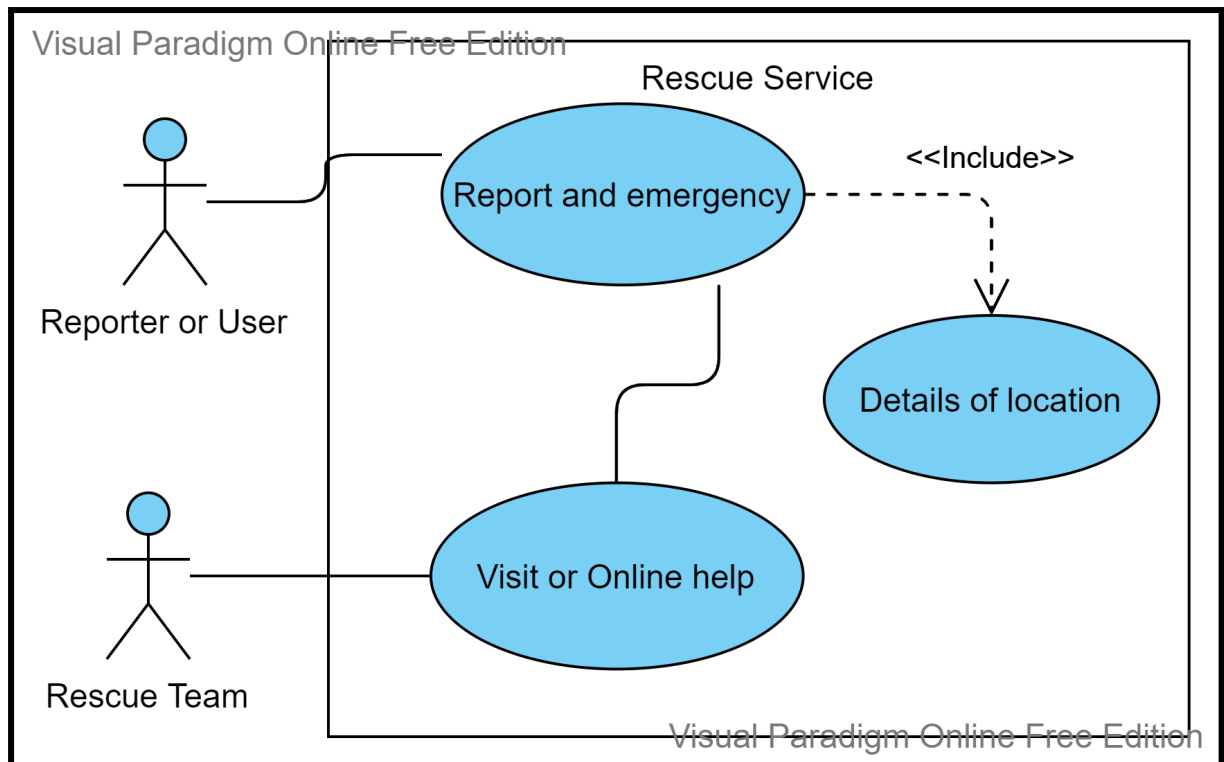 Visual Paradigm Online Free Edition
Rescue Service
<<Include>>
Report and emergency
Reporter or User
Details of location
Visit or Online help
Rescue Team
Visual Paradigm Online Free Edition